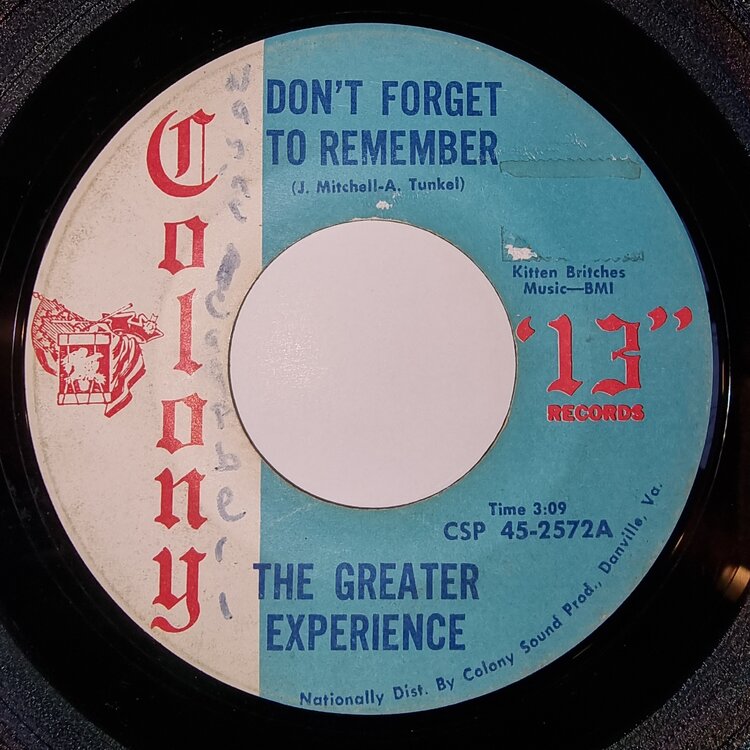 Colony
DON'T FORGET
TO REMEMBER
(J. Mitchell-A. Tunkel)
Kitten Britches
Music—BMI
"13"
RECORDS
Time 3:09
CSP 45-2572A
THE GREATER
EXPERIENCE
Nationally Dist. By Colony Sound Prod., Danville, Va.